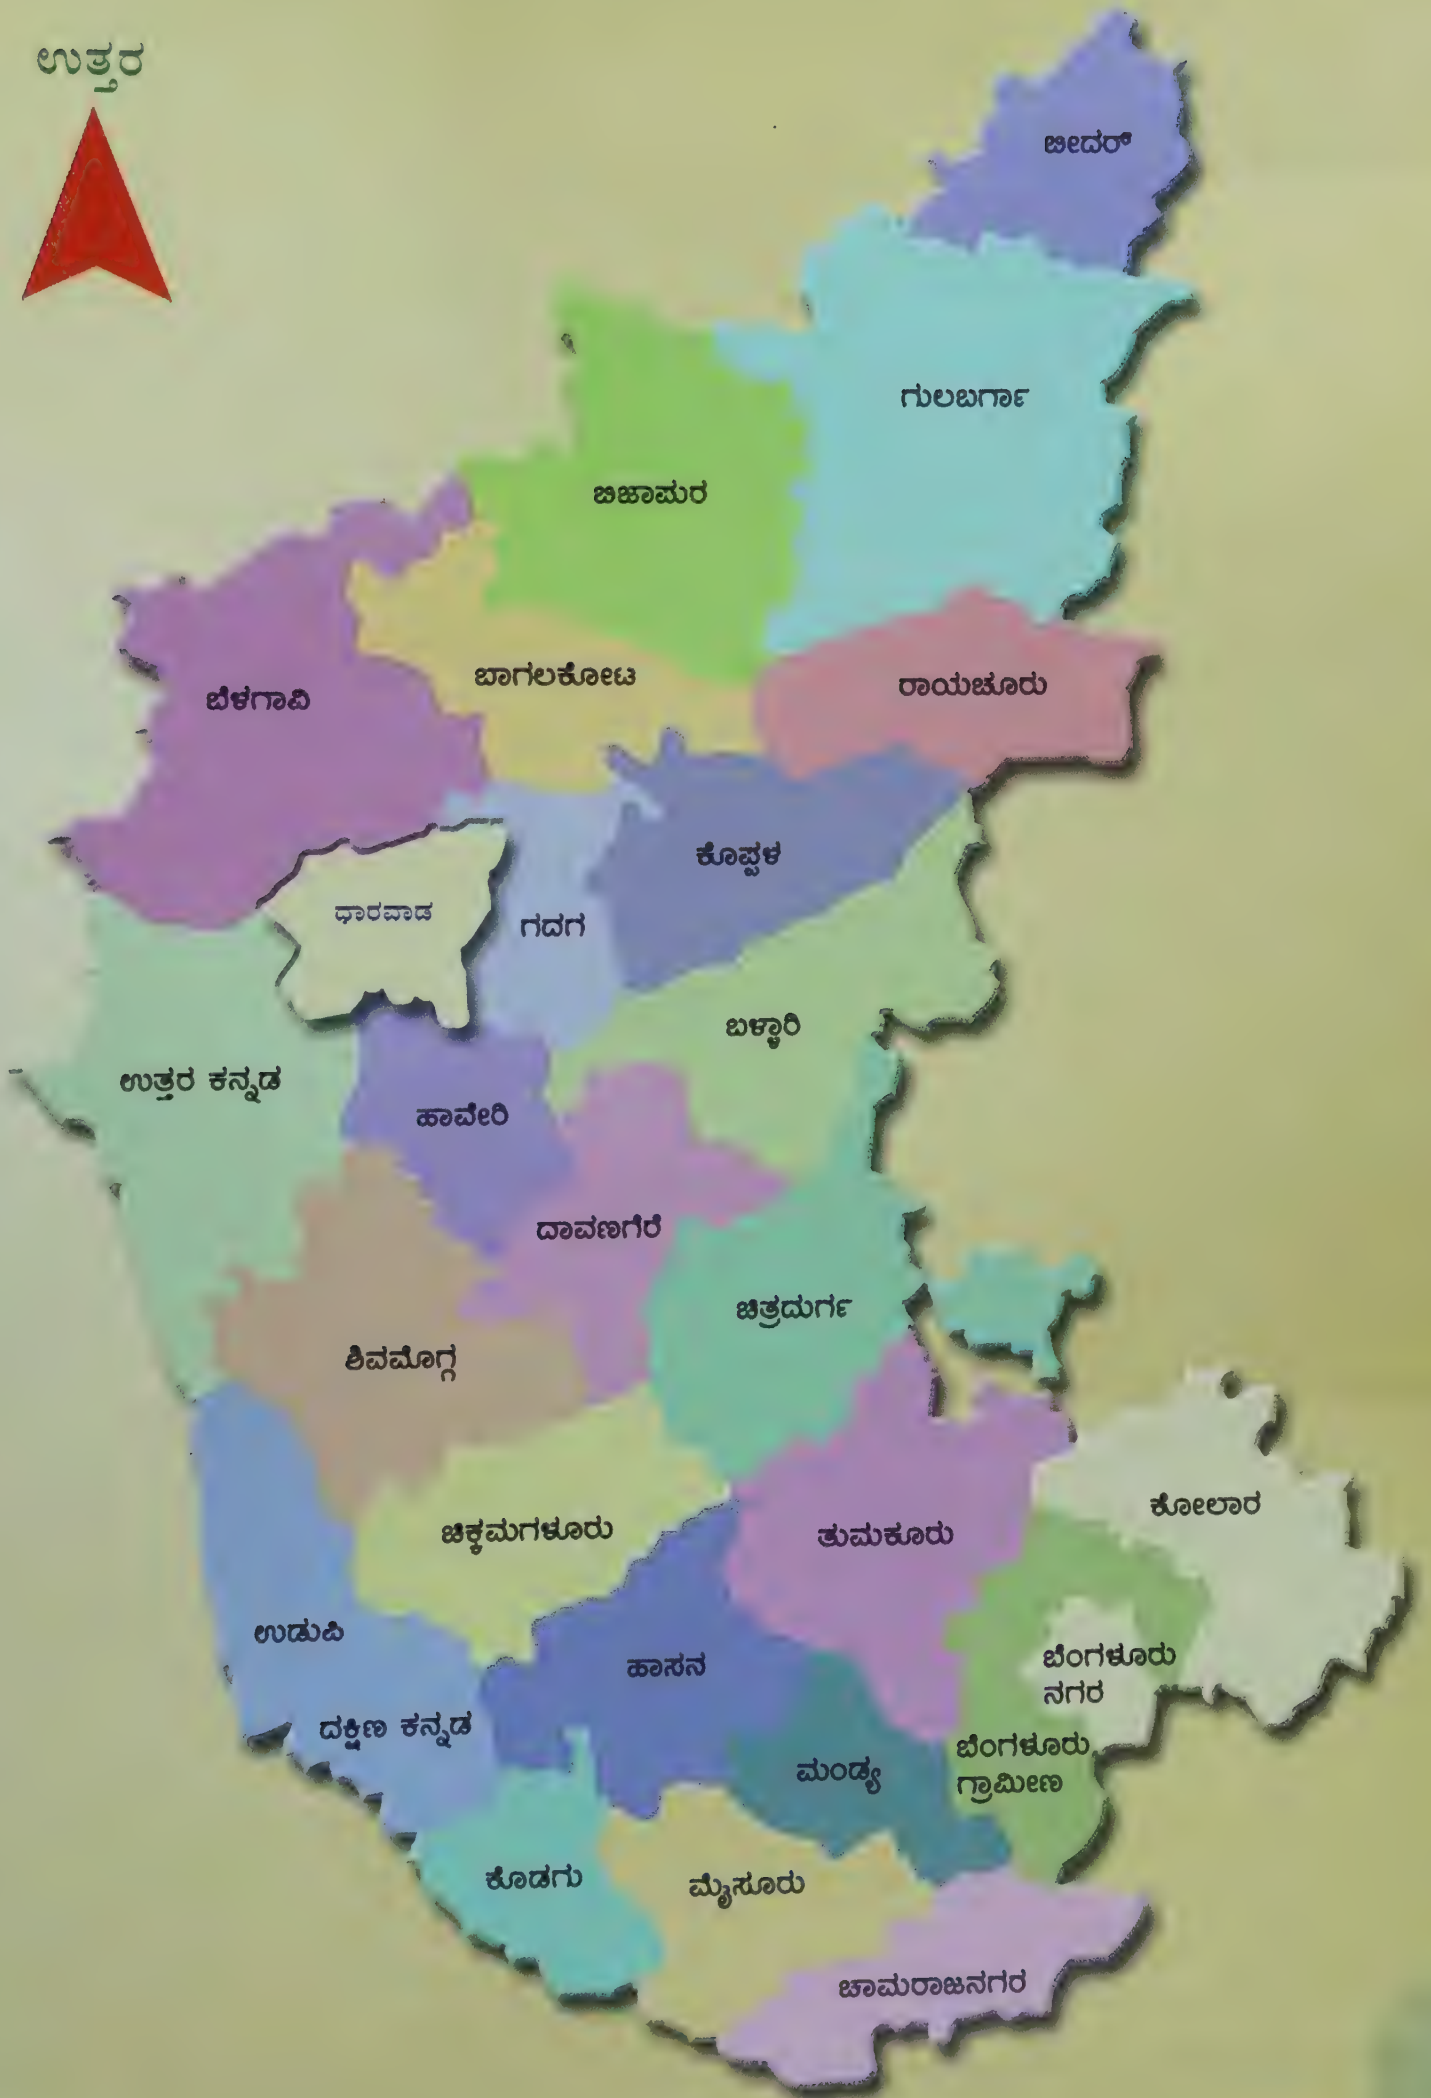 ಉತ್ತರ
ಬೀದರ್
ಗುಲಬರ್ಗಾ
ಬಿಜಾಪುರ
ಬಾಗಲಕೋಟ
ರಾಯಚೂರು
ಬೆಳಗಾವಿ
ಕೊಪ್ಪಳ
ಧಾರವಾಡ
ಗದಗ
ಬಳ್ಳಾರಿ
ಉತ್ತರ ಕನ್ನಡ
ಹಾವೇರಿ
ದಾವಣಗೆರೆ
ಚಿತ್ರದುರ್ಗ
ಶಿವಮೊಗ್ಗ
ಕೋಲಾರ
ಚಿಕ್ಕಮಗಳೂರು
ತುಮಕೂರು
ಉಡುಪಿ
ಹಾಸನ
ಬೆಂಗಳೂರು
ನಗರ
ದಕ್ಷಿಣ ಕನ್ನಡ
ಮಂಡ್ಯ
ಬೆಂಗಳೂರು
ಗ್ರಾಮೀಣ
ಕೊಡಗು
ಮೈಸೂರು
ಚಾಮರಾಜನಗರ